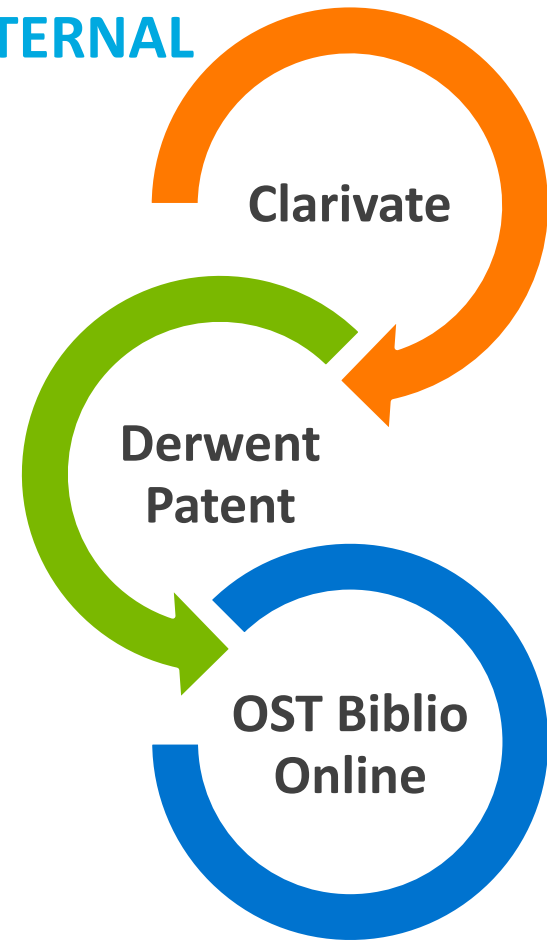 TERNAL
Clarivate
Derwent
Patent
OST Biblio
Online